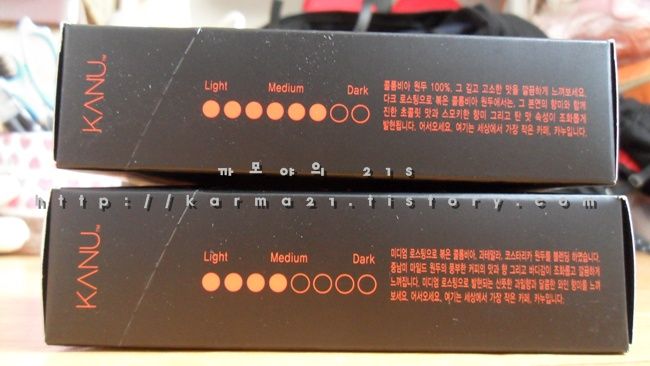 KANU™
Light Medium Dark
콜롬비아 원두 100%, 그 깊고 고소한 맛을 깔끔하게 느껴보세요.
다크 로스팅으로 볶은 콜롬비아 원두에서는, 그 본연의 향미와 함께
진한 초콜릿 맛과 스모키한 향미 그리고 탄 맛 속성이 조화롭게
발현됩니다. 어서오세요, 여기는 세상에서 가장 작은 카페, 카누입니다.
까모야의 21s
http://karma21.tistory.com
KANU™
Light Medium Dark
미디엄 로스팅으로 볶은 콜롬비아, 과테말라, 코스타리카 원두를 블렌딩 하였습니다.
중남미 마일드 원두의 풍부한 커피의 맛과 향 그리고 바디감이 조화롭고 깔끔하게
느껴집니다. 미디엄 로스팅으로 발현되는 산뜻한 과일향과 달콤한 와인 향미를 느껴
보세요. 어서오세요, 여기는 세상에서 가장 작은 카페, 카누입니다.